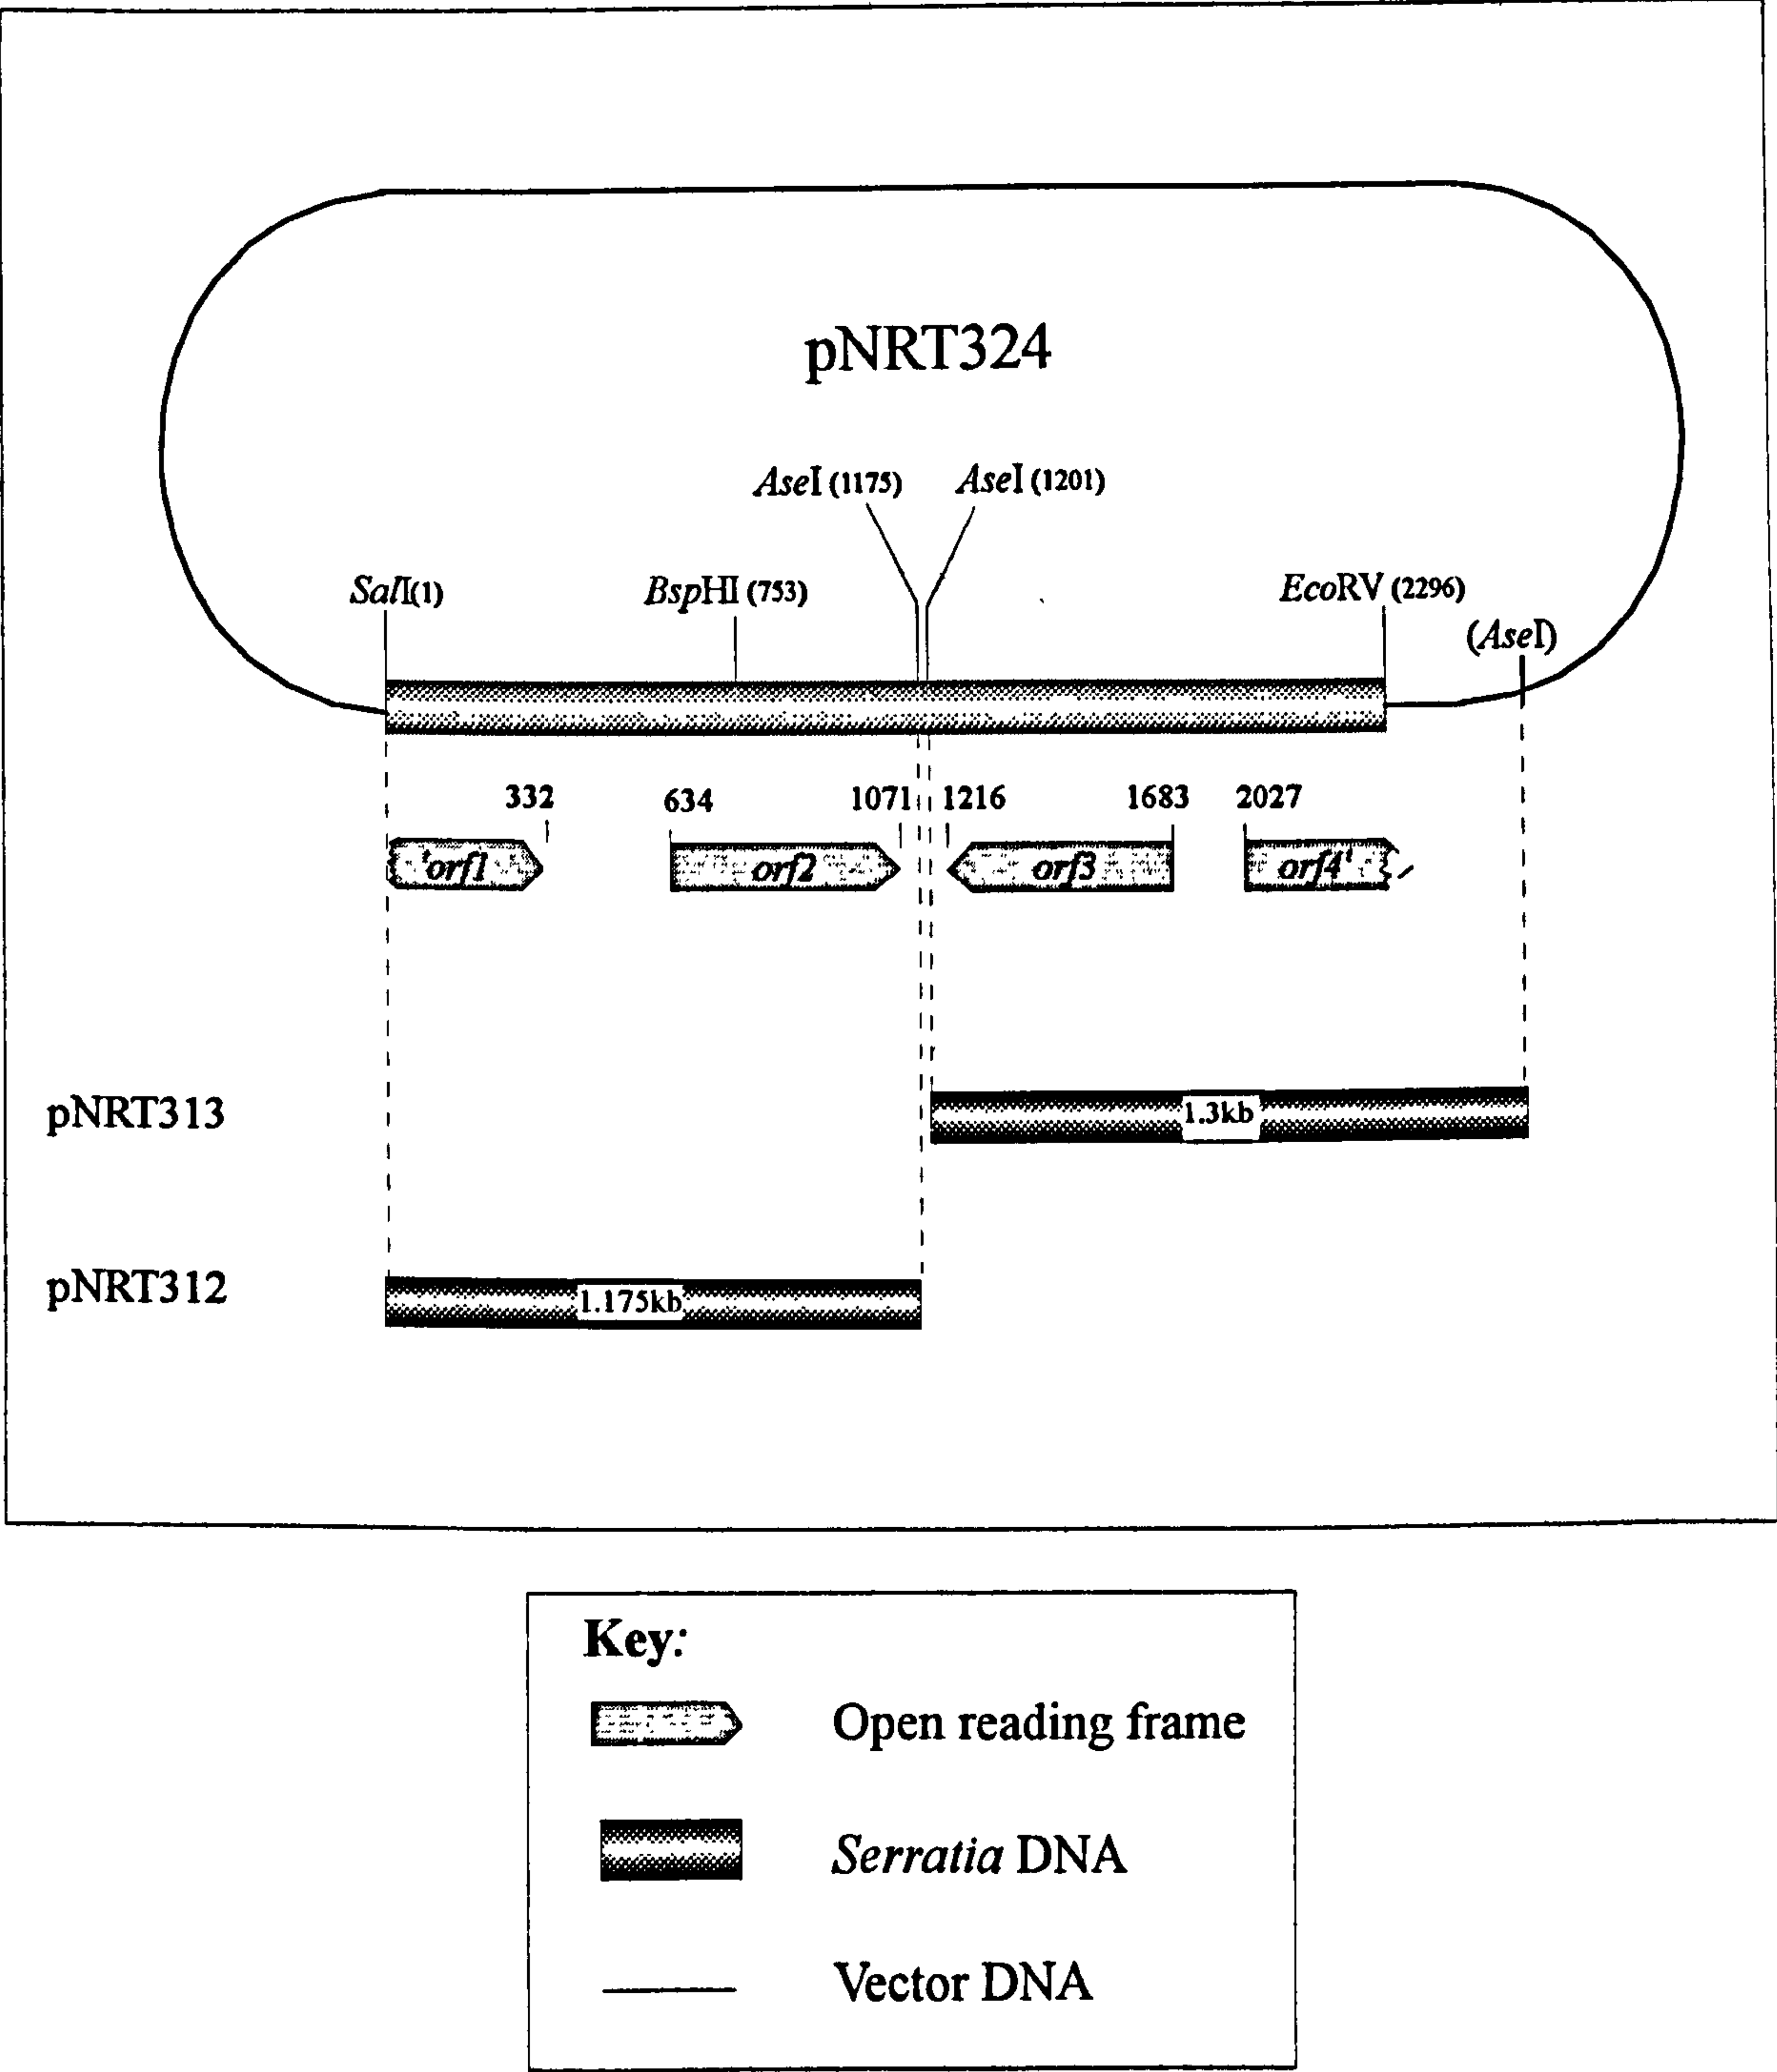 pNRT324
AseI (1175) AseI (1201)
SalI(1) BspHI (753) EcoRV (2296)
(AseI)
332 634 1071 1216 1683 2027
'orf1 orf2 orf3 orf4'
pNRT313 1.3kb
pNRT312 1.175kb
Key:
Open reading frame
Serratia DNA
Vector DNA